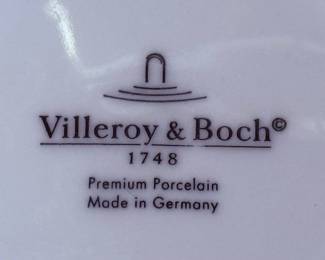 Villeroy & Boch©
1748
Premium Porcelain
Made in Germany